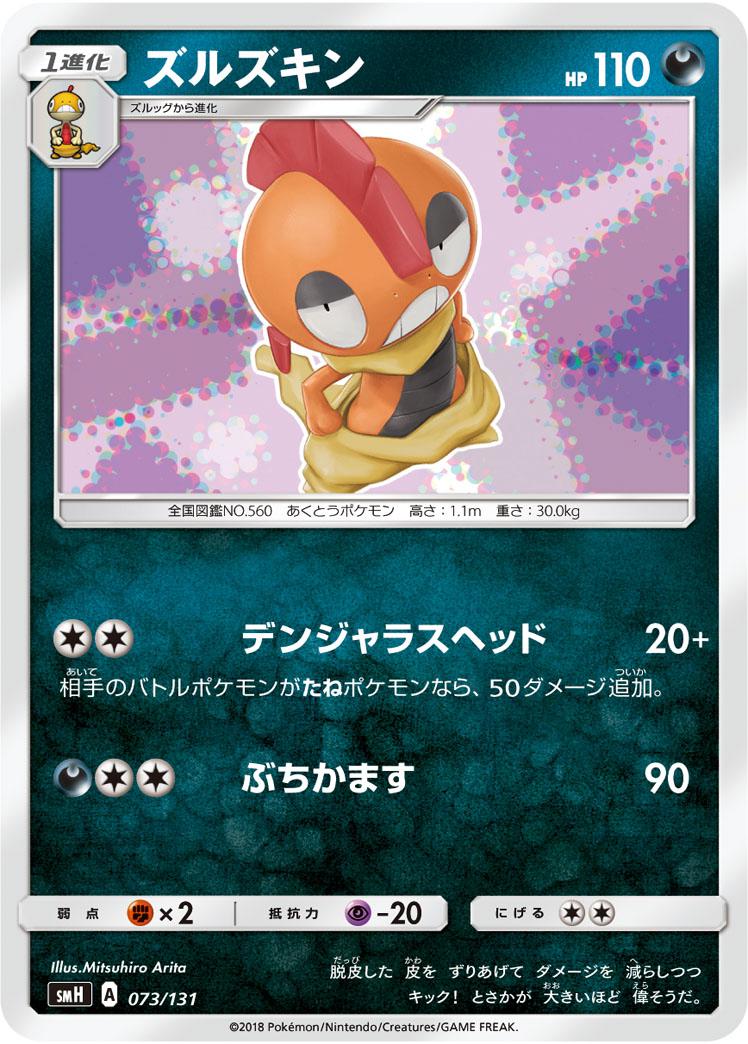 1進化 ズルズキン HP 110
ズルッグから進化
全国図鑑NO.560 あくとうポケモン 高さ：1.1m 重さ：30.0kg
デンジャラスヘッド 20+
相手のバトルポケモンがたねポケモンなら、50ダメージ追加。
ぶちかます 90
弱点 ×2 抵抗力 -20 にげる
Illus.Mitsuhiro Arita
脱皮した 皮を ずりあげて ダメージを 減らしつつ
キック！ とさかが 大きいほど 偉そうだ。
SMH A 073/131
©2018 Pokémon/Nintendo/Creatures/GAME FREAK.